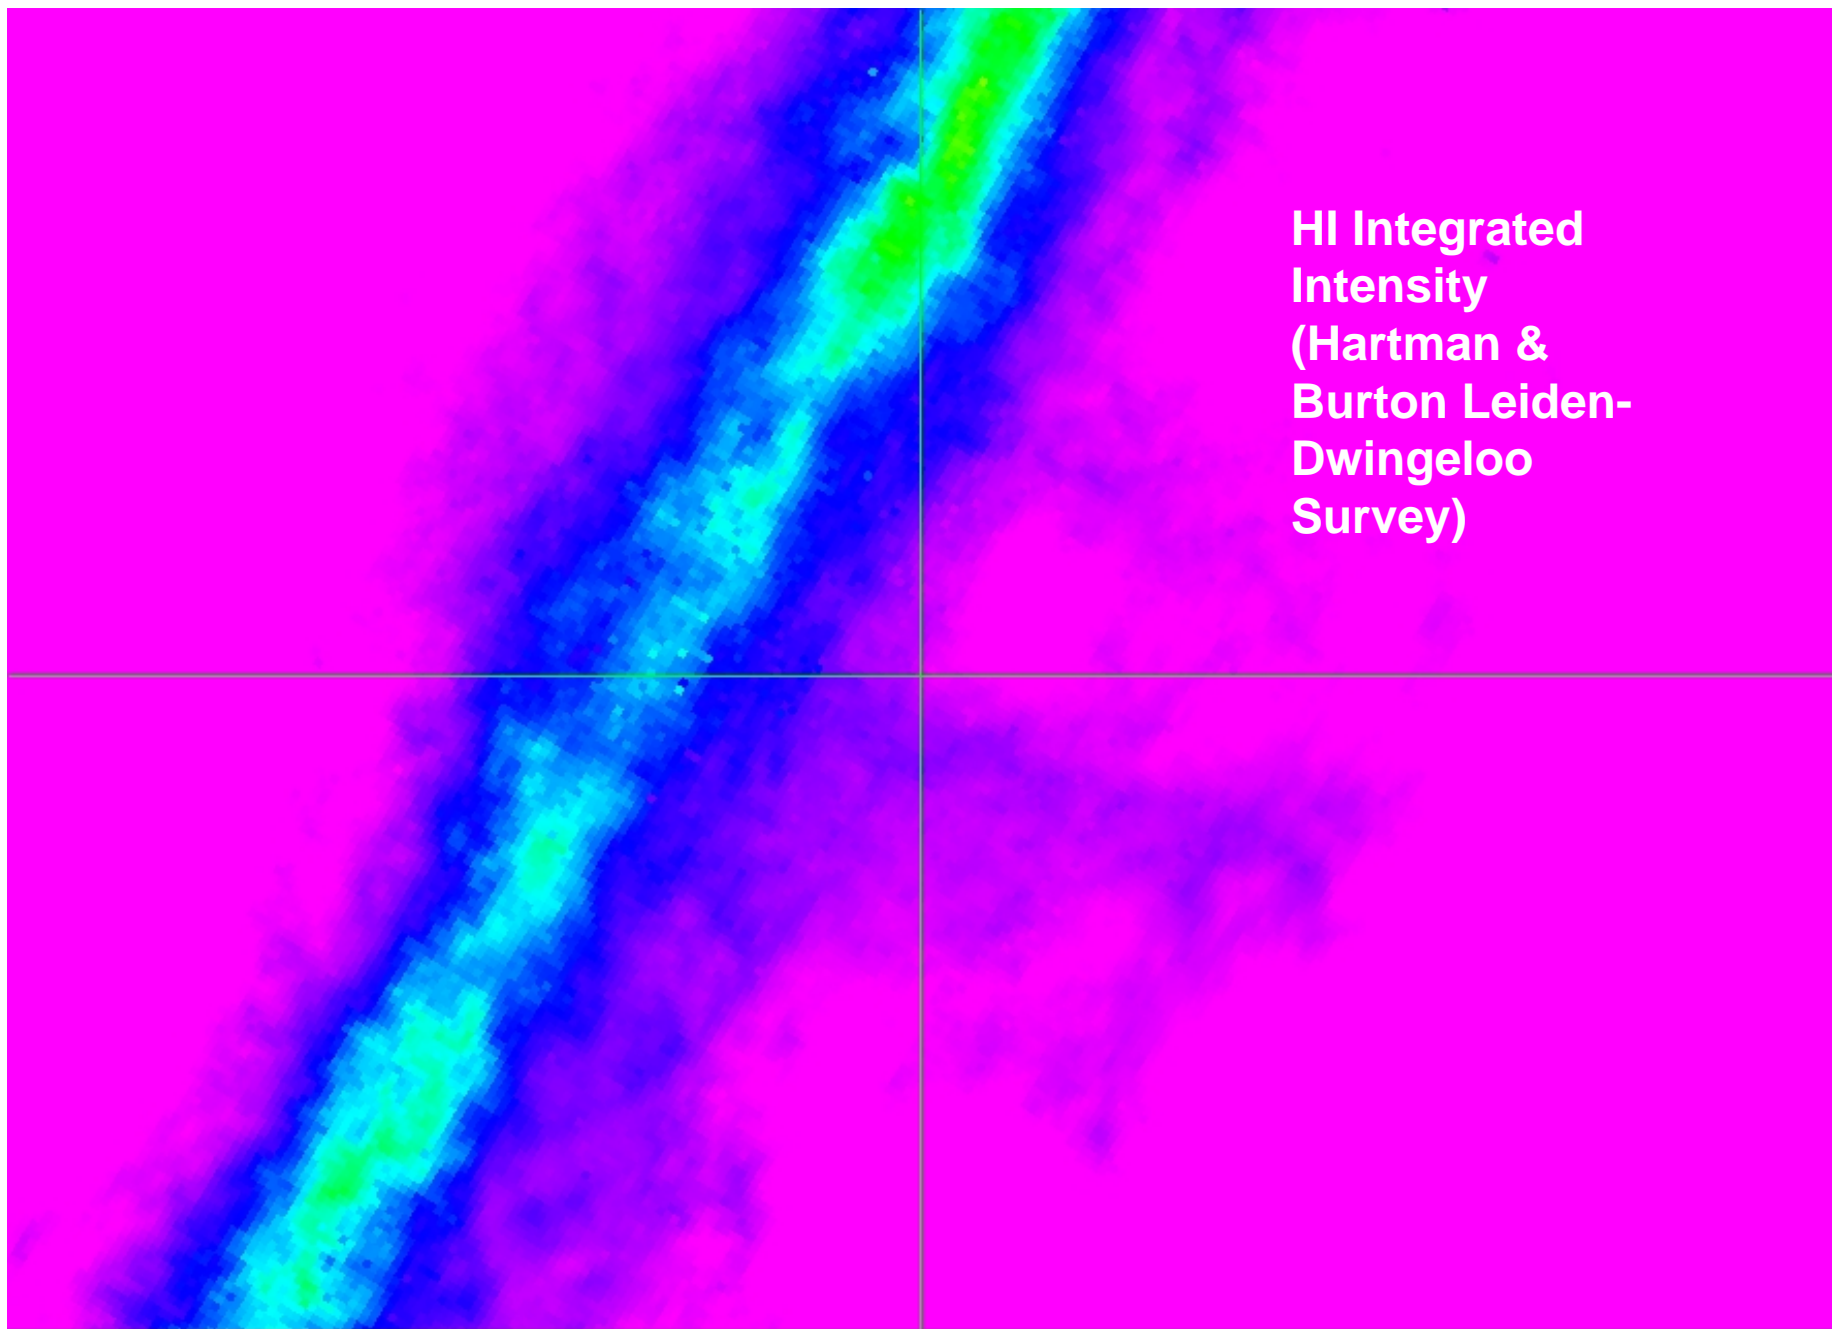 HI Integrated
Intensity
(Hartman &
Burton Leiden-
Dwingeloo
Survey)